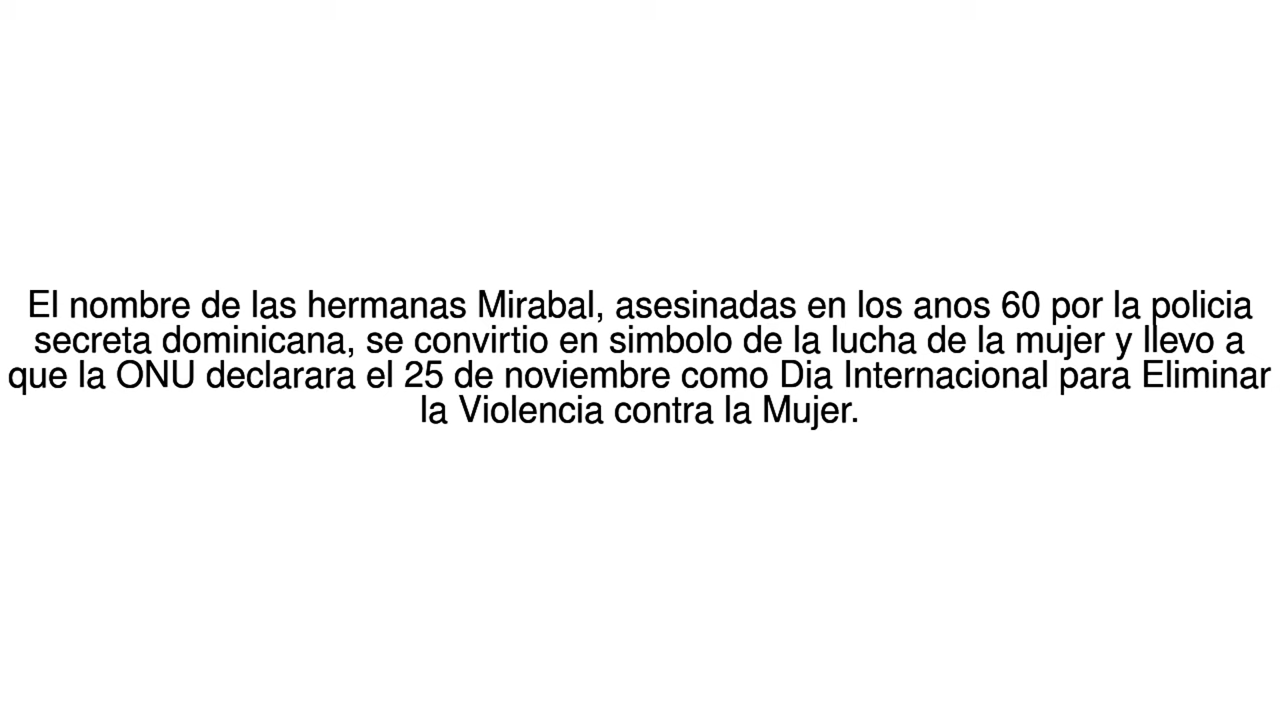 El nombre de las hermanas Mirabal, asesinadas en los anos 60 por la policia
secreta dominicana, se convirtio en simbolo de la lucha de la mujer y llevo a
que la ONU declarara el 25 de noviembre como Dia Internacional para Eliminar
la Violencia contra la Mujer.